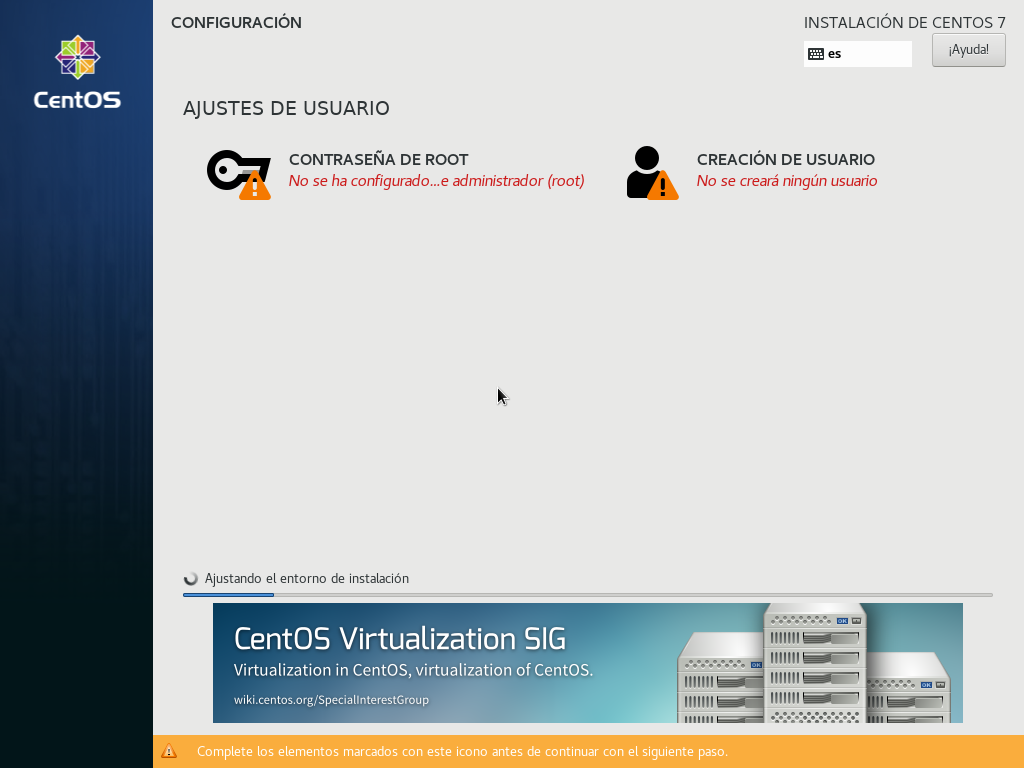 CentOS
CONFIGURACIÓN
INSTALACIÓN DE CENTOS 7
es
¡Ayuda!
AJUSTES DE USUARIO
CONTRASEÑA DE ROOT
No se ha configurado...e administrador (root)
CREACIÓN DE USUARIO
No se creará ningún usuario
Ajustando el entorno de instalación
CentOS Virtualization SIG
Virtualization in CentOS, virtualization of CentOS.
wiki.centos.org/SpecialInterestGroup
Complete los elementos marcados con este icono antes de continuar con el siguiente paso.